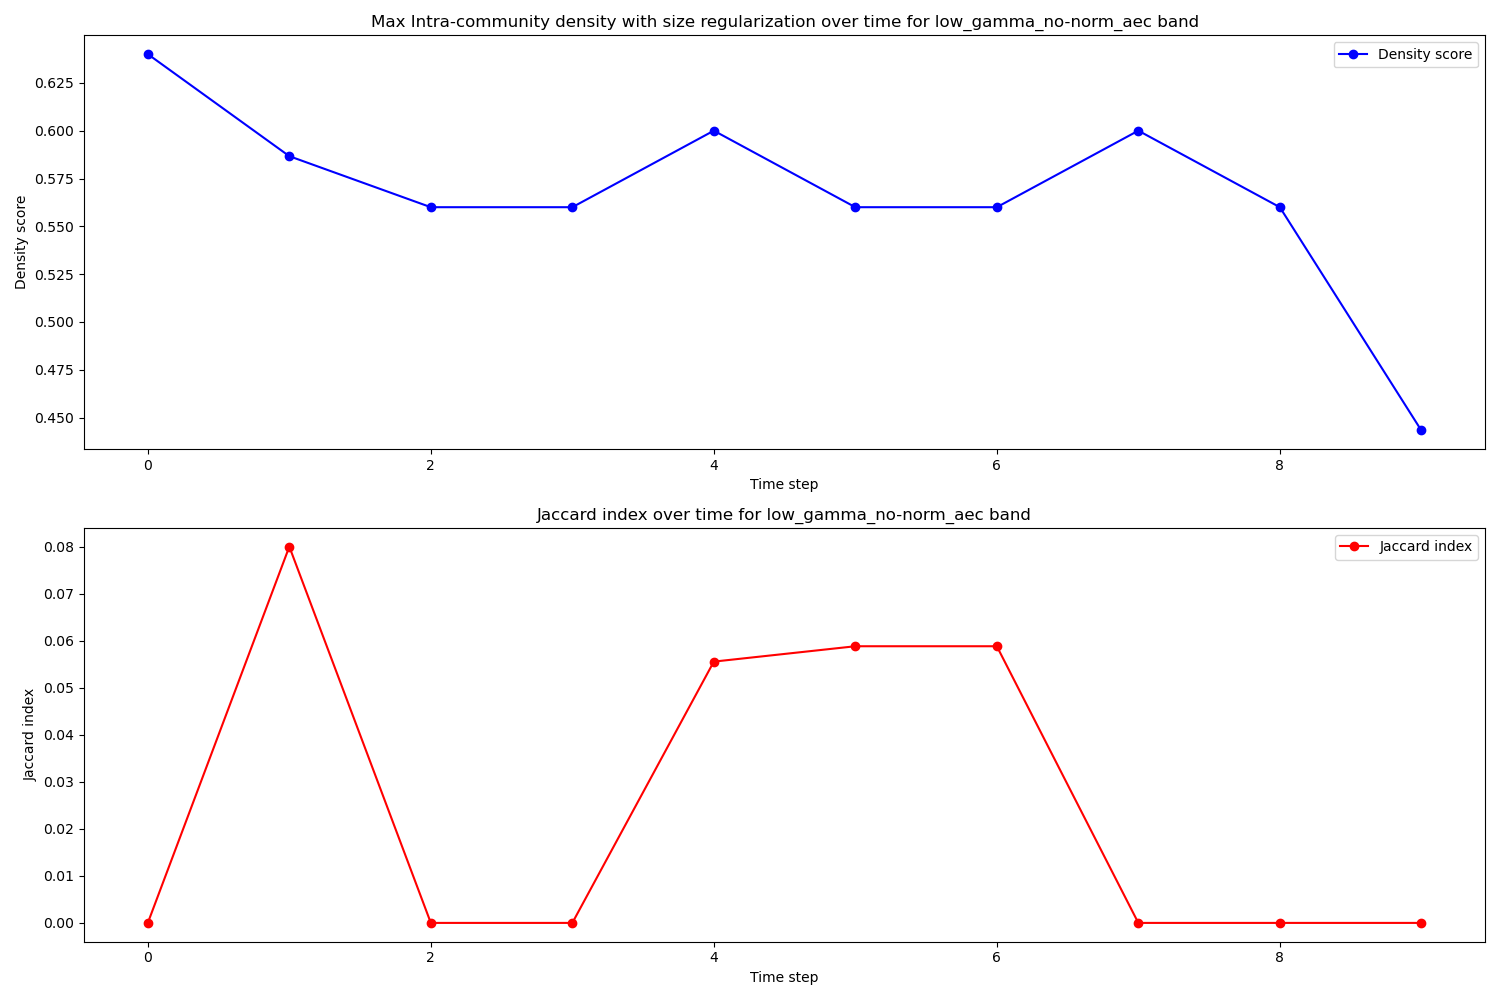 Max Intra-community density with size regularization over time for low_gamma_no-norm_aec band
Density score
0.625
0.600
0.575
0.550
0.525
0.500
0.475
0.450
Density score
0 2 4 6 8
Time step
Jaccard index over time for low_gamma_no-norm_aec band
Jaccard index
0.08
0.07
0.06
0.05
0.04
0.03
0.02
0.01
0.00
Jaccard index
0 2 4 6 8
Time step